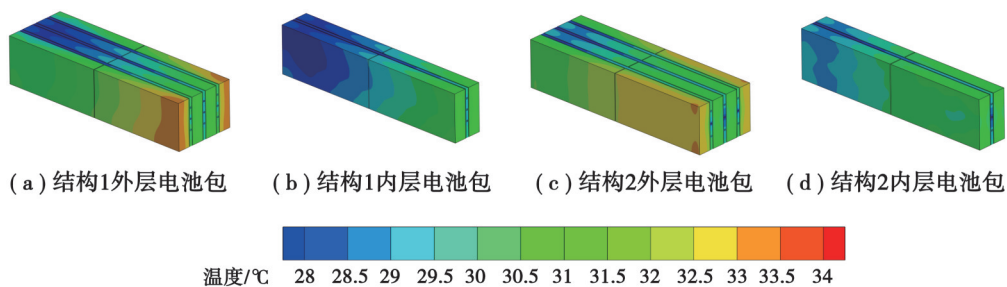 (a)结构1外层电池包 (b)结构1内层电池包 (c)结构2外层电池包 (d)结构2内层电池包
温度/℃ 28 28.5 29 29.5 30 30.5 31 31.5 32 32.5 33 33.5 34